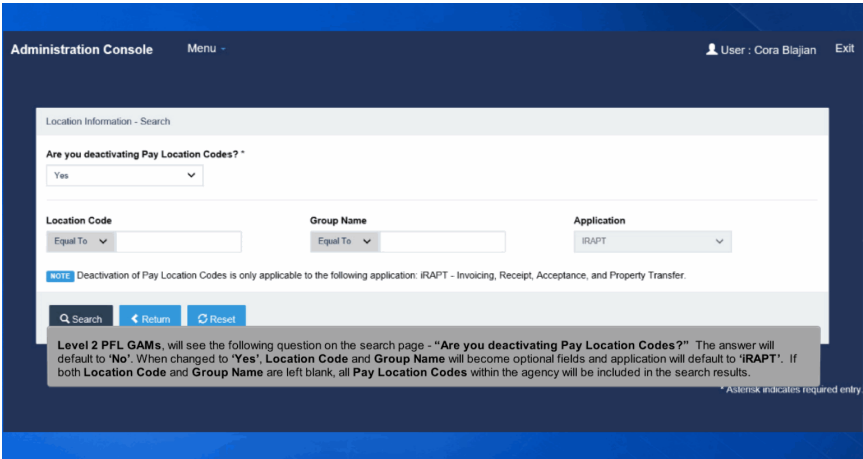 Administration Console Menu User : Cora Blajian Exit
Location Information - Search
Are you deactivating Pay Location Codes? *
Yes
Location Code Group Name Application
Equal To Equal To IRAPT
NOTE Deactivation of Pay Location Codes is only applicable to the following application: iRAPT - Invoicing, Receipt, Acceptance, and Property Transfer.
Search Return Reset
Level 2 PFL GAMs, will see the following question on the search page - “Are you deactivating Pay Location Codes?” The answer will
default to ‘No’. When changed to ‘Yes’, Location Code and Group Name will become optional fields and application will default to ‘iRAPT’. If
both Location Code and Group Name are left blank, all Pay Location Codes within the agency will be included in the search results.
* Asterisk indicates required entry.